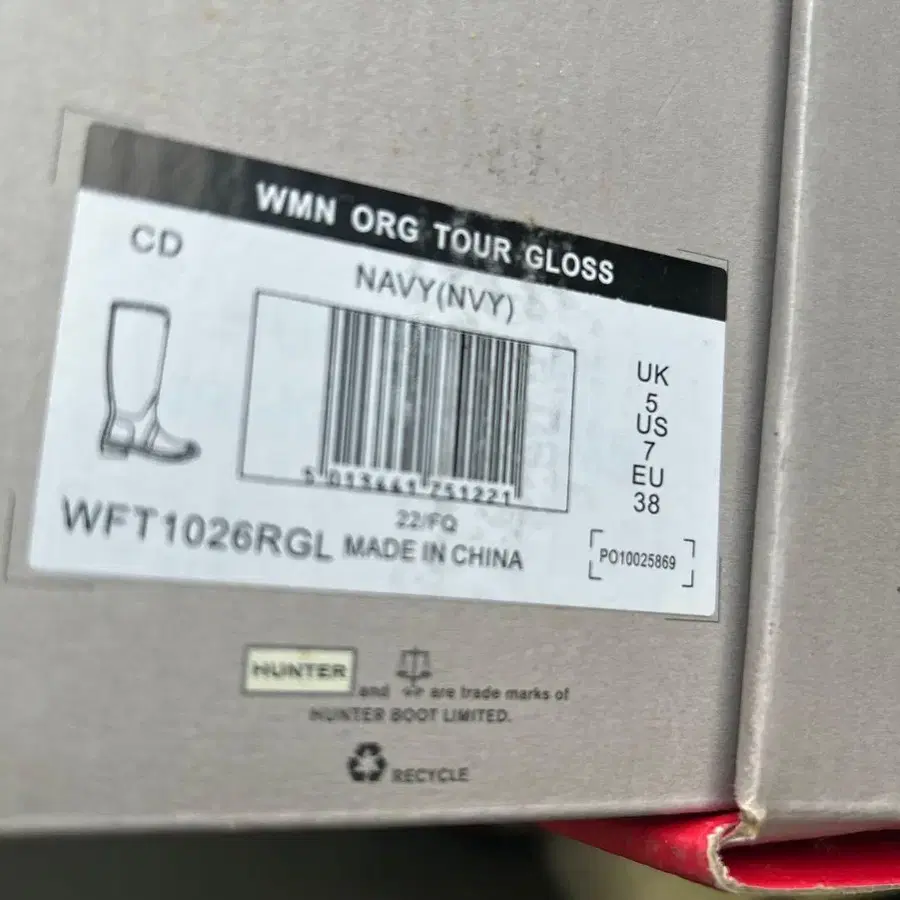 WMN ORG TOUR GLOSS
CD
NAVY(NVY)
5 013441 751221
UK
5
US
7
EU
38
22/FQ
WFT1026RGL MADE IN CHINA
PO10025869
HUNTER and are trade marks of
HUNTER BOOT LIMITED.
RECYCLE